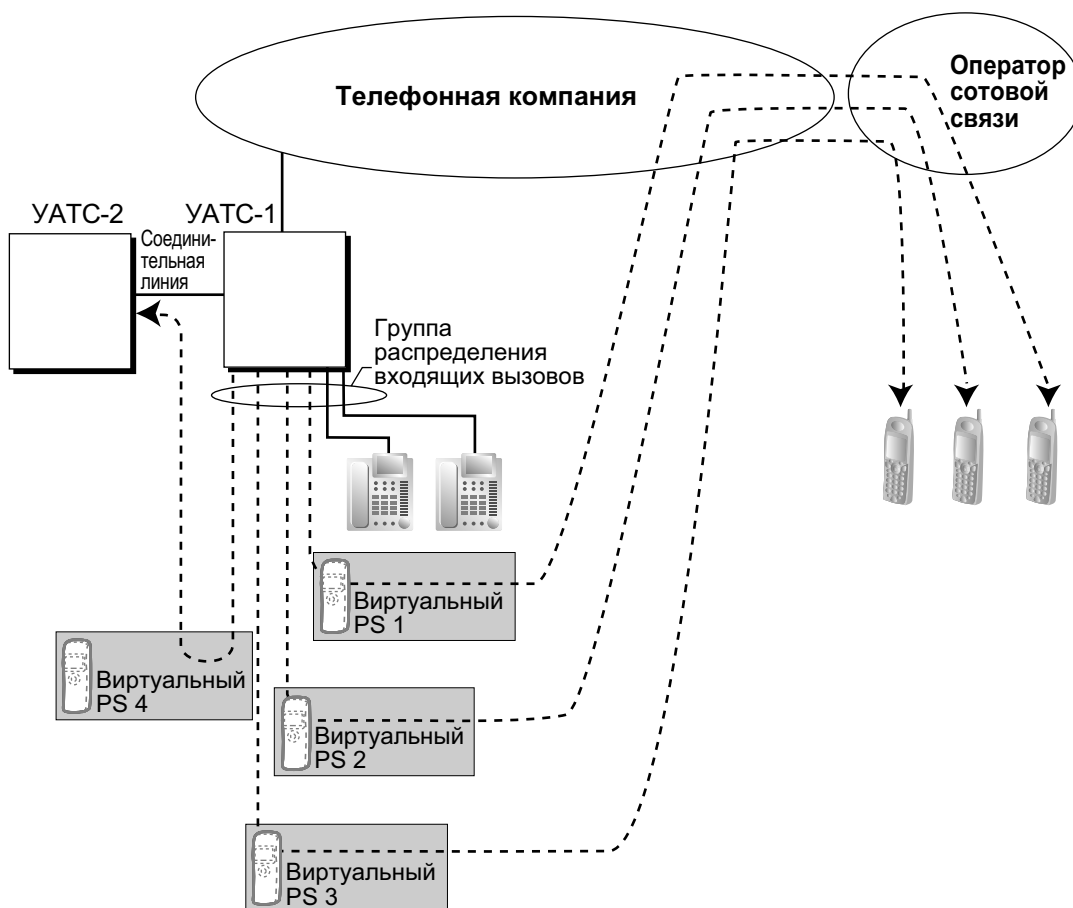 Телефонная компания
Оператор
сотовой
связи
УАТС-2
УАТС-1
Соедини-
тельная
линия
Группа
распределения
входящих вызовов
Виртуальный
PS 1
Виртуальный
PS 4
Виртуальный
PS 2
Виртуальный
PS 3